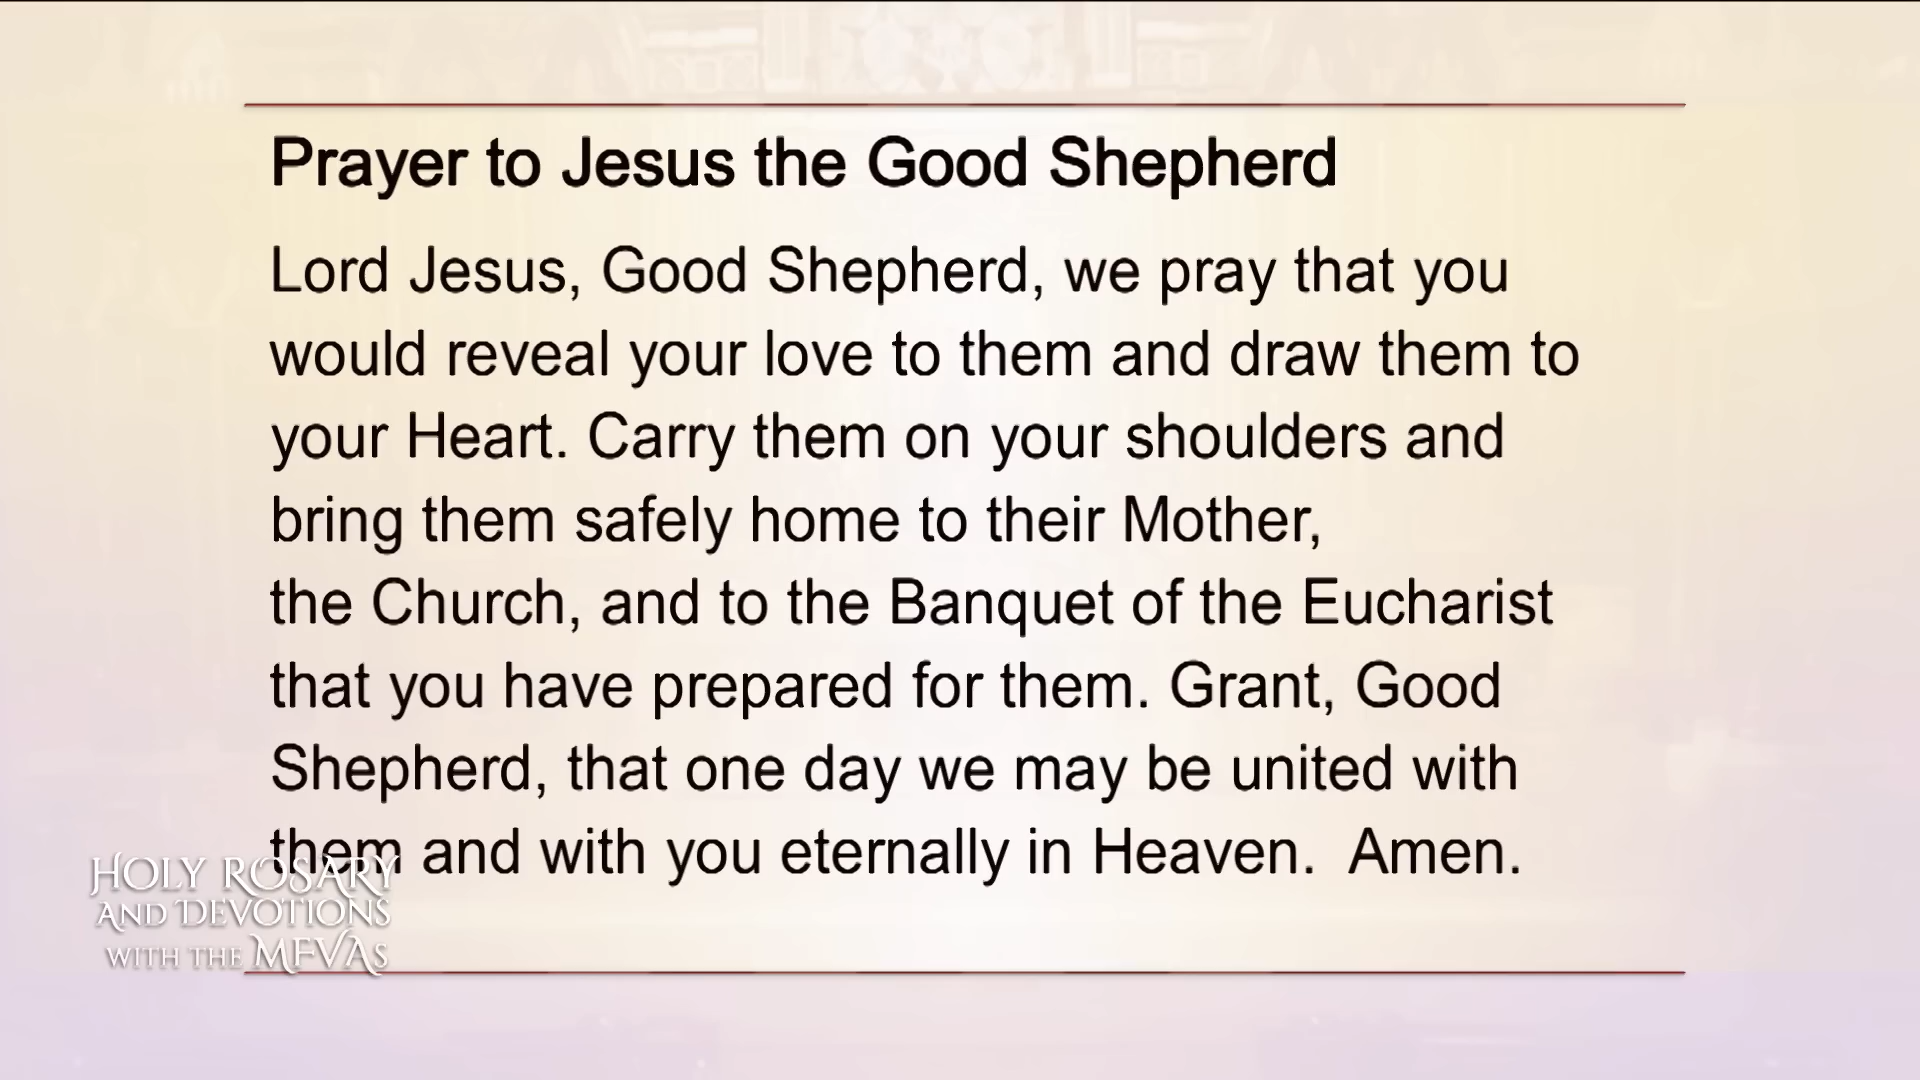 Prayer to Jesus the Good Shepherd
Lord Jesus, Good Shepherd, we pray that you
would reveal your love to them and draw them to
your Heart. Carry them on your shoulders and
bring them safely home to their Mother,
the Church, and to the Banquet of the Eucharist
that you have prepared for them. Grant, Good
Shepherd, that one day we may be united with
them and with you eternally in Heaven.  Amen.
HOLY ROSARY
AND DEVOTIONS
WITH THE MFVAS